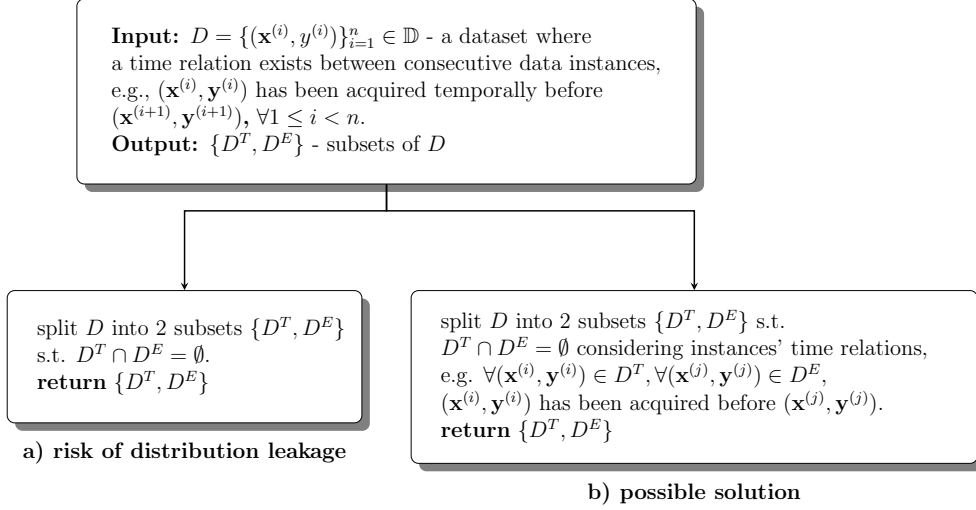 Input: D = {(x^(i), y^(i))}_{i=1}^n ∈ 𝔻 - a dataset where
a time relation exists between consecutive data instances,
e.g., (x^(i), y^(i)) has been acquired temporally before
(x^(i+1), y^(i+1)), ∀1 ≤ i < n.
Output: {D^T, D^E} - subsets of D
split D into 2 subsets {D^T, D^E}
s.t. D^T ∩ D^E = ∅.
return {D^T, D^E}
a) risk of distribution leakage
split D into 2 subsets {D^T, D^E} s.t.
D^T ∩ D^E = ∅ considering instances' time relations,
e.g. ∀(x^(i), y^(i)) ∈ D^T, ∀(x^(j), y^(j)) ∈ D^E,
(x^(i), y^(i)) has been acquired before (x^(j), y^(j)).
return {D^T, D^E}
b) possible solution